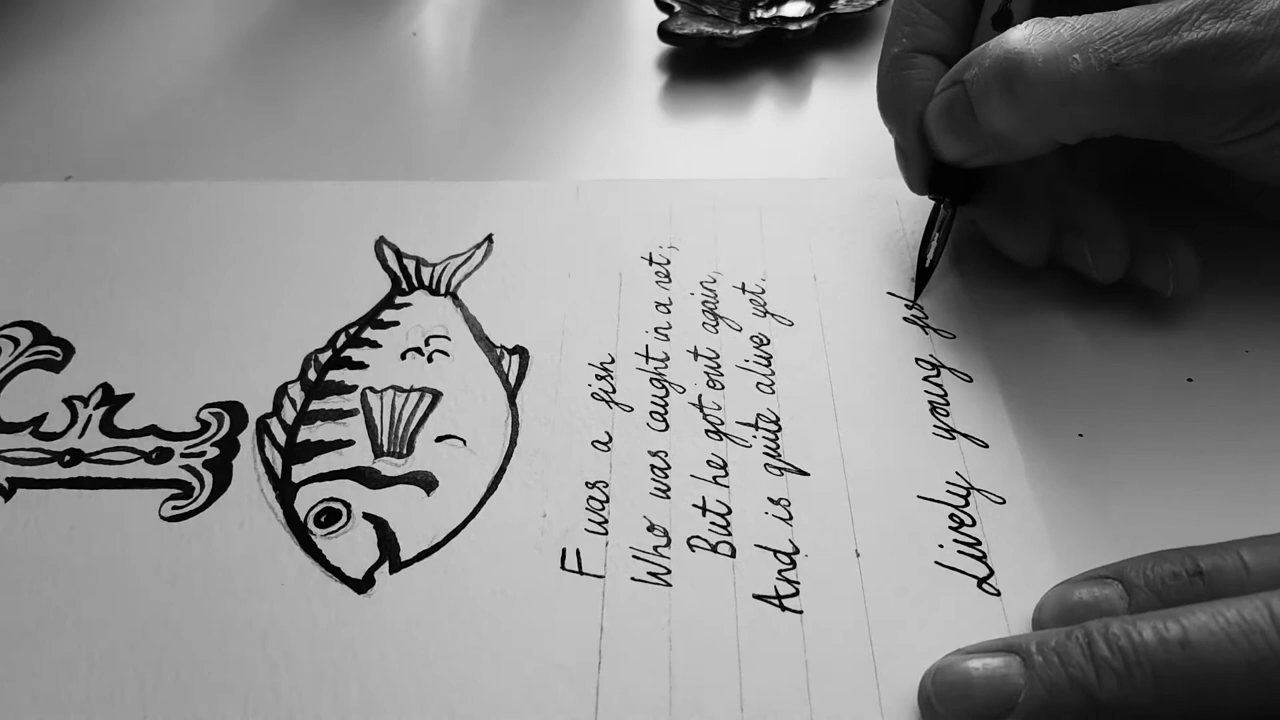 F was a fish
Who was caught in a net;
But he got out again,
And is quite alive yet.
Lively young fis